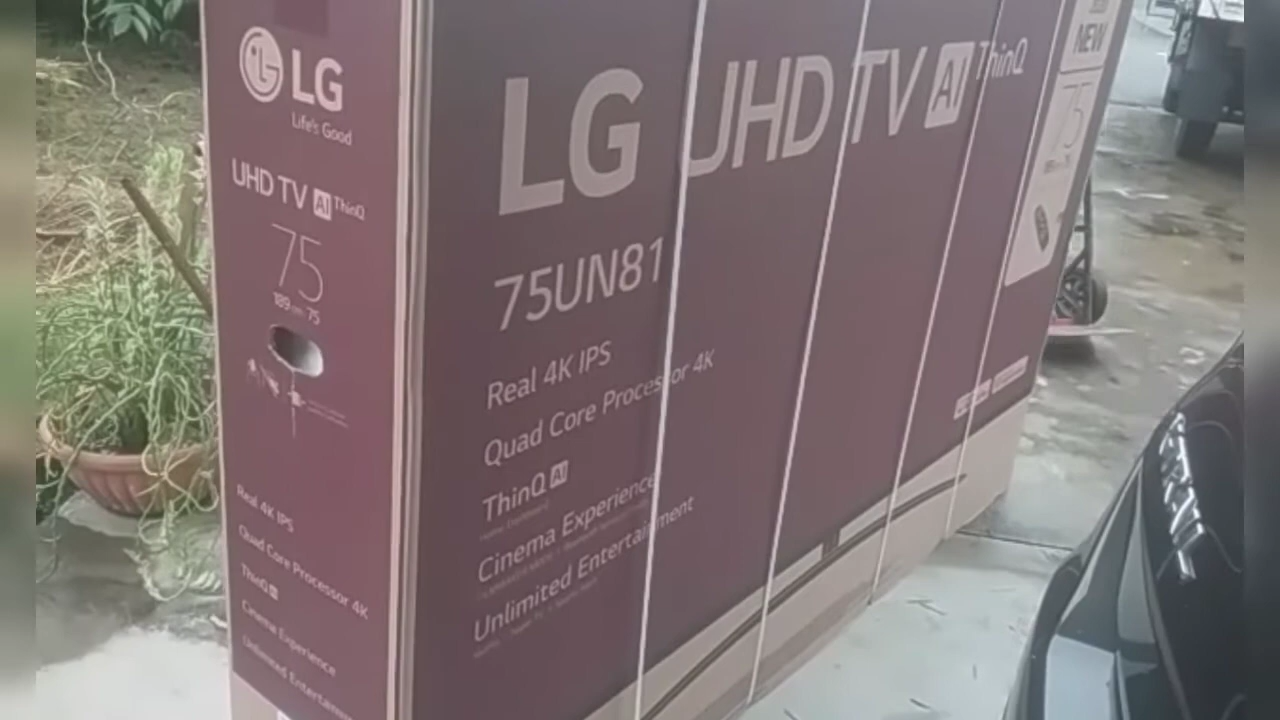 LG
Life's Good
UHD TV AI ThinQ
75
189 cm 75
Real 4K IPS
Quad Core Processor 4K
ThinQ AI
Cinema Experience
Unlimited Entertainment
LG UHD TV AI ThinQ
75UN81
Real 4K IPS
Quad Core Processor 4K
ThinQ AI
Cinema Experience
Unlimited Entertainment
NEW
75